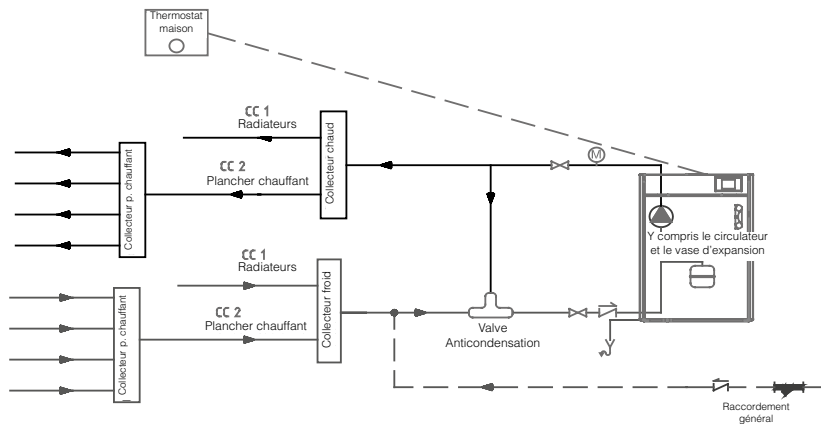 Thermostat
maison
CC 1
Radiateurs
CC 2
Plancher chauffant
Collecteur p. chauffant
Collecteur chaud
M
Y compris le circulateur
et le vase d'expansion
CC 1
Radiateurs
CC 2
Plancher chauffant
Collecteur p. chauffant
Collecteur froid
Valve
Anticondensation
Raccordement
général